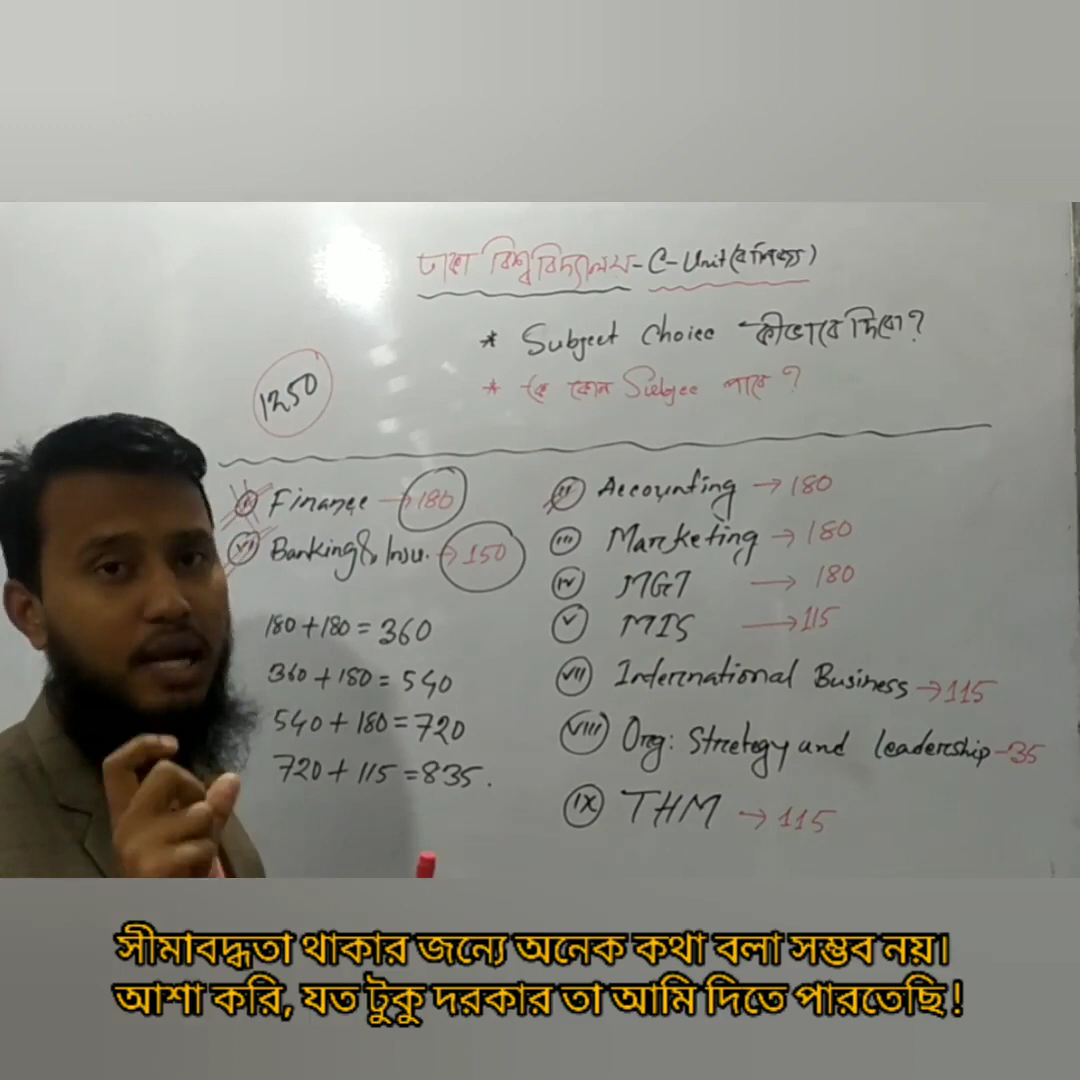 ঢাকা বিশ্ববিদ্যালয় - C-Unit (বাণিজ্য)
* Subject Choice কীভাবে দিবো?
* কে কোন Subjec পাবে?
1250
(i) Finance → 180
(vi) Banking & Insu. → 150
180 + 180 = 360
360 + 180 = 540
540 + 180 = 720
720 + 115 = 835.
(ii) Accounting → 180
(iii) Marketing → 180
(iv) MGT → 180
(v) MIS → 115
(vii) International Business → 115
(viii) Org: Stretegy and leadership - 35
(ix) THM → 115
সীমাবদ্ধতা থাকার জন্যে অনেক কথা বলা সম্ভব নয়।
আশা করি, যত টুকু দরকার তা আমি দিতে পারতেছি!